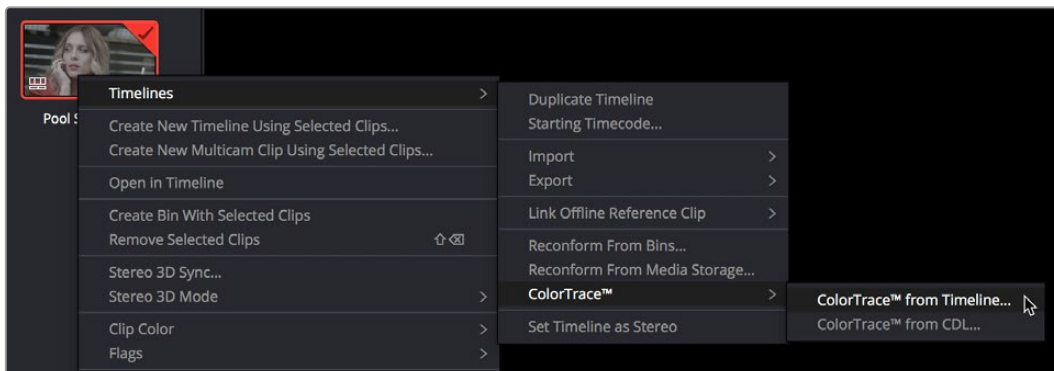 Pool S
Timelines
Create New Timeline Using Selected Clips...
Create New Multicam Clip Using Selected Clips...
Open in Timeline
Create Bin With Selected Clips
Remove Selected Clips ⇧⌫
Stereo 3D Sync...
Stereo 3D Mode
Clip Color
Flags
Duplicate Timeline
Starting Timecode...
Import
Export
Link Offline Reference Clip
Reconform From Bins...
Reconform From Media Storage...
ColorTrace™
Set Timeline as Stereo
ColorTrace™ from Timeline...
ColorTrace™ from CDL...